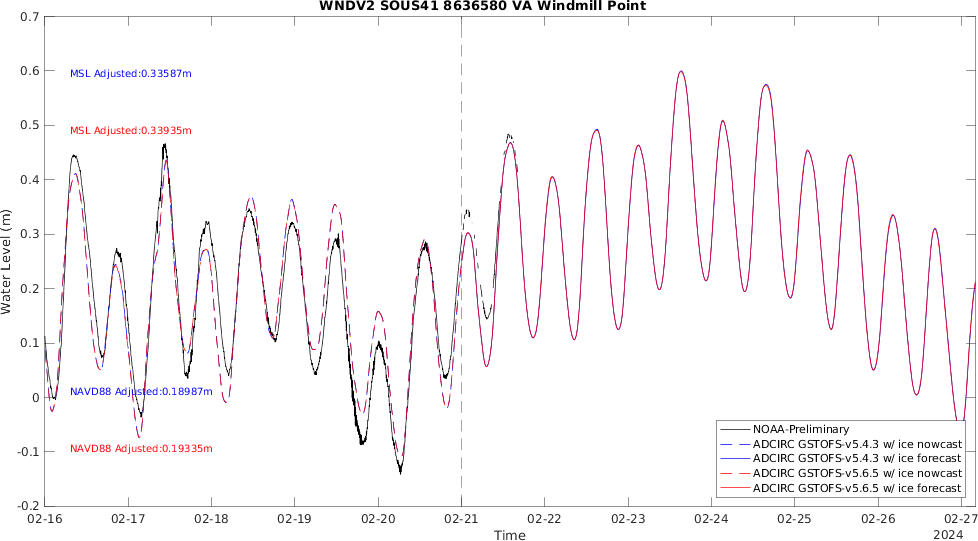 WNDV2 SOUS41 8636580 VA Windmill Point
0.7
0.6
0.5
0.4
0.3
0.2
0.1
0
-0.1
-0.2
Water Level (m)
MSL Adjusted:0.33587m
MSL Adjusted:0.33935m
NAVD88 Adjusted:0.18987m
NAVD88 Adjusted:0.19335m
NOAA-Preliminary
ADCIRC GSTOFS-v5.4.3 w/ ice nowcast
ADCIRC GSTOFS-v5.4.3 w/ ice forecast
ADCIRC GSTOFS-v5.6.5 w/ ice nowcast
ADCIRC GSTOFS-v5.6.5 w/ ice forecast
02-16 02-17 02-18 02-19 02-20 02-21 02-22 02-23 02-24 02-25 02-26 02-27
Time
2024